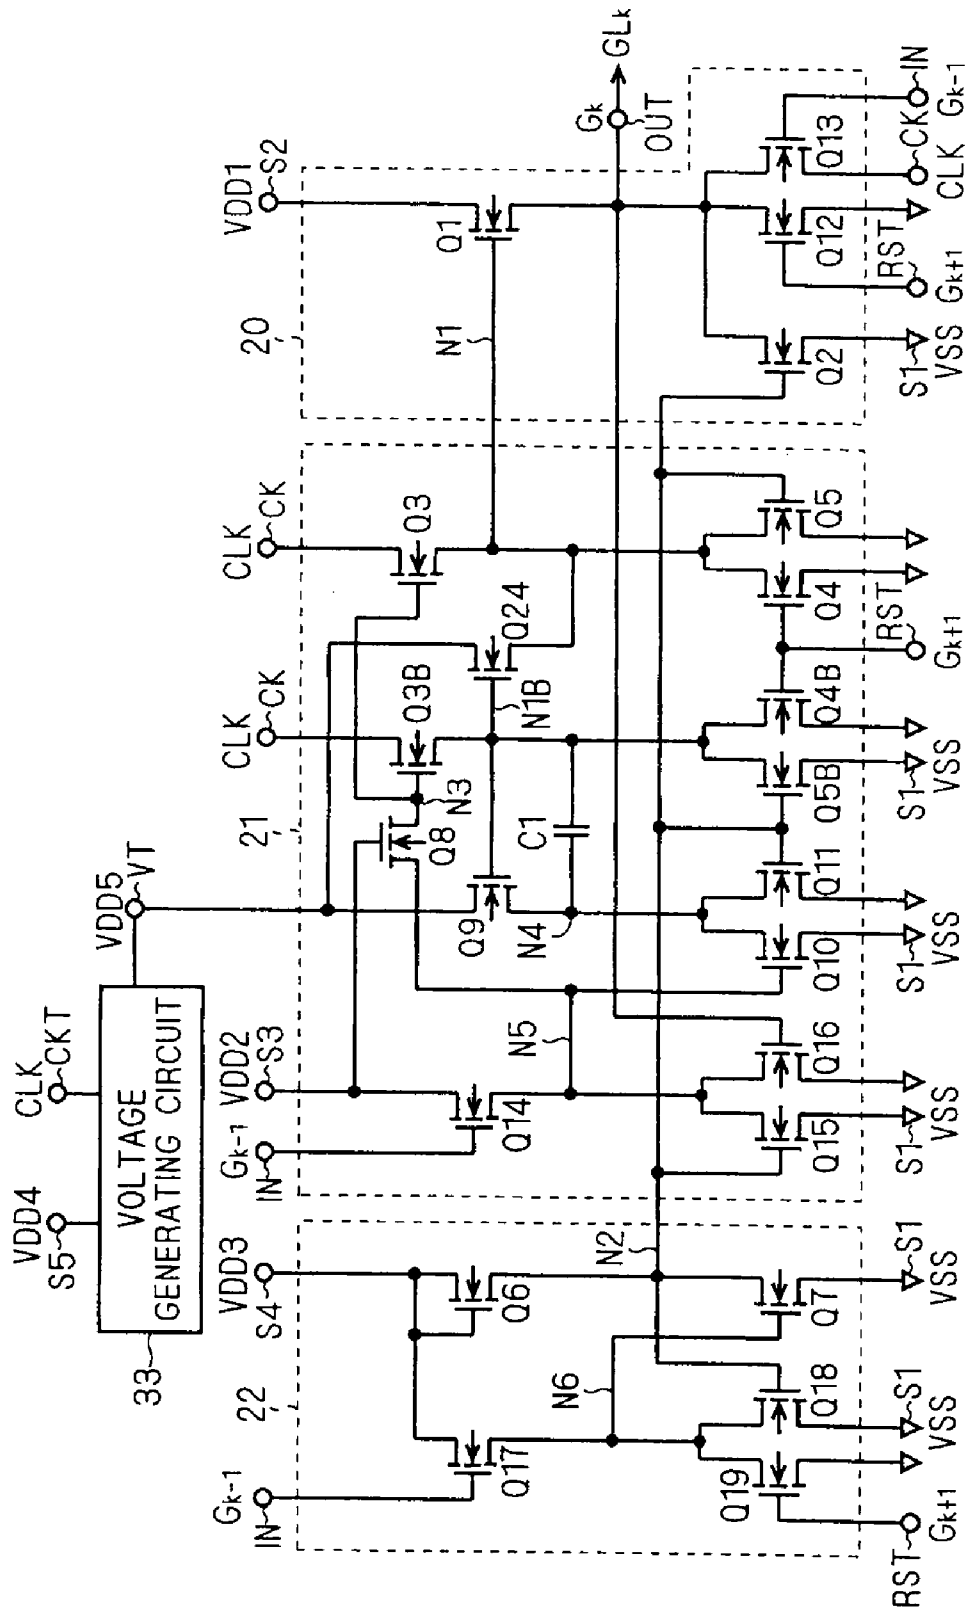 VDD4
S5
CLK
CKT
33
VOLTAGE
GENERATING CIRCUIT
VDD5
VT
22
Gk-1
IN
VDD3
S4
Q17
Q6
N6
N2
Q19
Q18
Q7
RST
Gk+1
S1
VSS
S1
VSS
21
Gk-1
IN
VDD2
S3
CLK
CK
CLK
CK
Q14
Q8
N3
Q3B
Q3
Q9
N1B
Q24
N5
N4
C1
Q15
Q16
Q10
Q11
Q5B
Q4B
Q4
Q5
S1
VSS
S1
VSS
S1
VSS
Gk+1
RST
20
VDD1
S2
N1
Q1
Gk
OUT
GLk
Q2
Q12
Q13
S1
VSS
RST
Gk+1
CLK
CK
IN
Gk-1